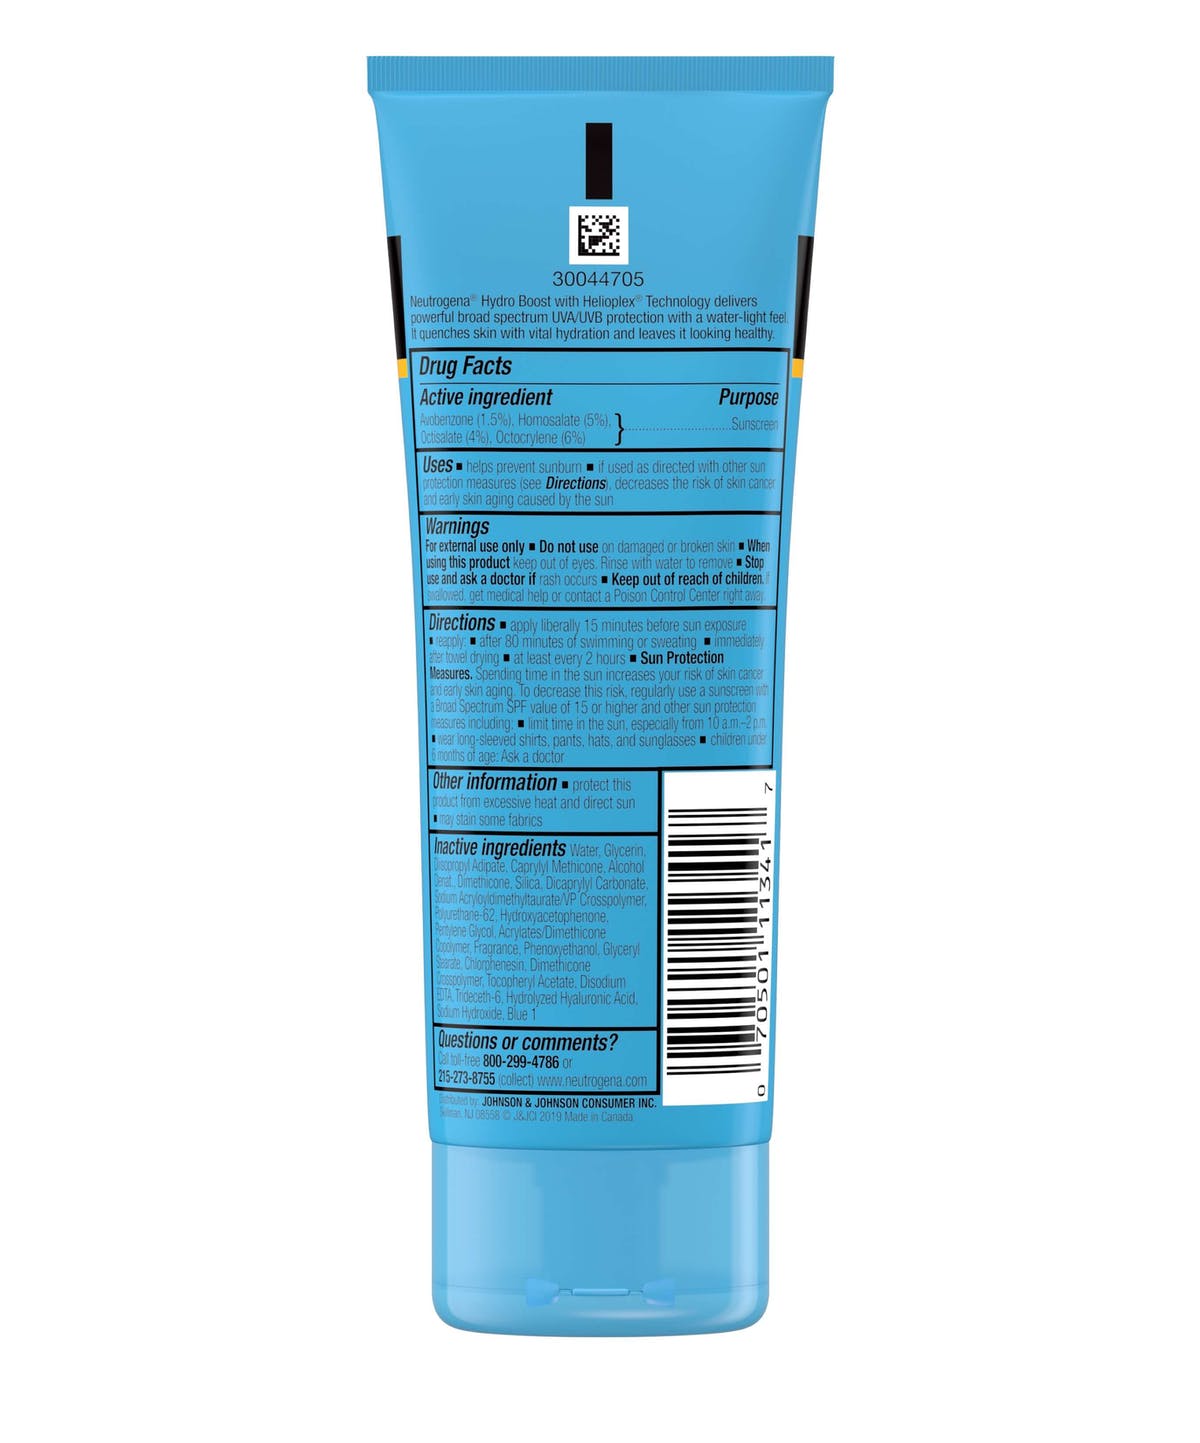 30044705
Neutrogena® Hydro Boost with Helioplex® Technology delivers
powerful broad spectrum UVA/UVB protection with a water-light feel.
It quenches skin with vital hydration and leaves it looking healthy.
Drug Facts
Active ingredient Purpose
Avobenzone (1.5%), Homosalate (5%),
Octisalate (4%), Octocrylene (6%) } Sunscreen
Uses ▪ helps prevent sunburn ▪ if used as directed with other sun
protection measures (see Directions), decreases the risk of skin cancer
and early skin aging caused by the sun
Warnings
For external use only ▪ Do not use on damaged or broken skin ▪ When
using this product keep out of eyes. Rinse with water to remove ▪ Stop
use and ask a doctor if rash occurs ▪ Keep out of reach of children. If
swallowed, get medical help or contact a Poison Control Center right away.
Directions ▪ apply liberally 15 minutes before sun exposure
▪ reapply: ▪ after 80 minutes of swimming or sweating ▪ immediately
after towel drying ▪ at least every 2 hours ▪ Sun Protection
Measures. Spending time in the sun increases your risk of skin cancer
and early skin aging. To decrease this risk, regularly use a sunscreen with
a Broad Spectrum SPF value of 15 or higher and other sun protection
measures including: ▪ limit time in the sun, especially from 10 a.m.–2 p.m.
▪ wear long-sleeved shirts, pants, hats, and sunglasses ▪ children under
6 months of age: Ask a doctor
Other information ▪ protect this
product from excessive heat and direct sun
▪ may stain some fabrics
Inactive ingredients Water, Glycerin,
Diisopropyl Adipate, Caprylyl Methicone, Alcohol
Denat., Dimethicone, Silica, Dicaprylyl Carbonate,
Sodium Acryloyldimethyltaurate/VP Crosspolymer,
Polyurethane-62, Hydroxyacetophenone,
Pentylene Glycol, Acrylates/Dimethicone
Copolymer, Fragrance, Phenoxyethanol, Glyceryl
Stearate, Chlorphenesin, Dimethicone
Crosspolymer, Tocopheryl Acetate, Disodium
EDTA, Trideceth-6, Hydrolyzed Hyaluronic Acid,
Sodium Hydroxide, Blue 1
Questions or comments?
Call toll-free 800-299-4786 or
215-273-8755 (collect) www.neutrogena.com
Distributed by: JOHNSON & JOHNSON CONSUMER INC.
Skillman, NJ 08558 © J&JCI 2019 Made in Canada
0 70501 11341 7